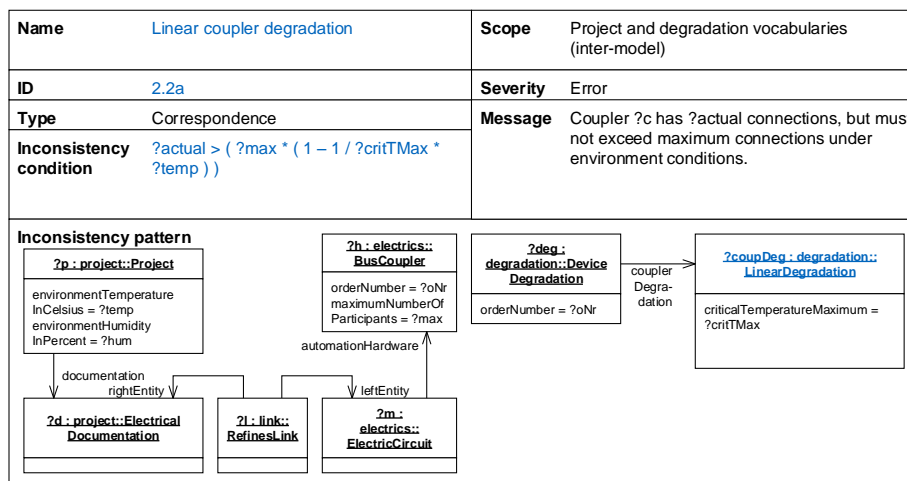 Name Linear coupler degradation
Scope Project and degradation vocabularies
(inter-model)
ID 2.2a
Severity Error
Type Correspondence
Message Coupler ?c has ?actual connections, but mus
not exceed maximum connections under
environment conditions.
Inconsistency
condition
?actual > ( ?max * ( 1 – 1 / ?critTMax *
?temp ) )
Inconsistency pattern
?p : project::Project
environmentTemperature
InCelsius = ?temp
environmentHumidity
InPercent = ?hum
?h : electrics::
BusCoupler
orderNumber = ?oNr
maximumNumberOf
Participants = ?max
?deg :
degradation::Device
Degradation
orderNumber = ?oNr
coupler
Degra-
dation
?coupDeg : degradation::
LinearDegradation
criticalTemperatureMaximum =
?critTMax
automationHardware
documentation
rightEntity
leftEntity
?d : project::Electrical
Documentation
?l : link::
RefinesLink
?m :
electrics::
ElectricCircuit